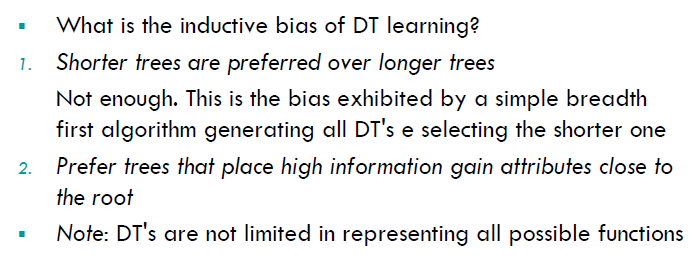 ▪ What is the inductive bias of DT learning?
1. Shorter trees are preferred over longer trees
Not enough. This is the bias exhibited by a simple breadth
first algorithm generating all DT's e selecting the shorter one
2. Prefer trees that place high information gain attributes close to
the root
▪ Note: DT's are not limited in representing all possible functions